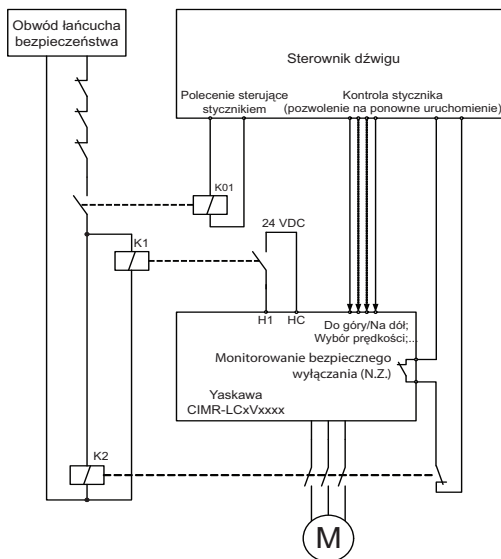 Obwód łańcucha
bezpieczeństwa
Sterownik dźwigu
Polecenie sterujące
stycznikiem
Kontrola stycznika
(pozwolenie na ponowne uruchomienie)
K01
24 VDC
K1
H1
HC
Do góry/Na dół;
Wybór prędkości;...
Monitorowanie bezpiecznego
wyłączania (N.Z.)
Yaskawa
CIMR-LCxVxxxx
K2
M